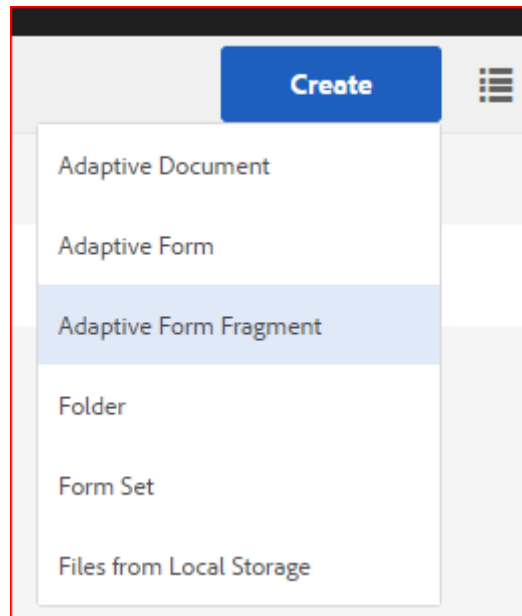 Create
Adaptive Document
Adaptive Form
Adaptive Form Fragment
Folder
Form Set
Files from Local Storage